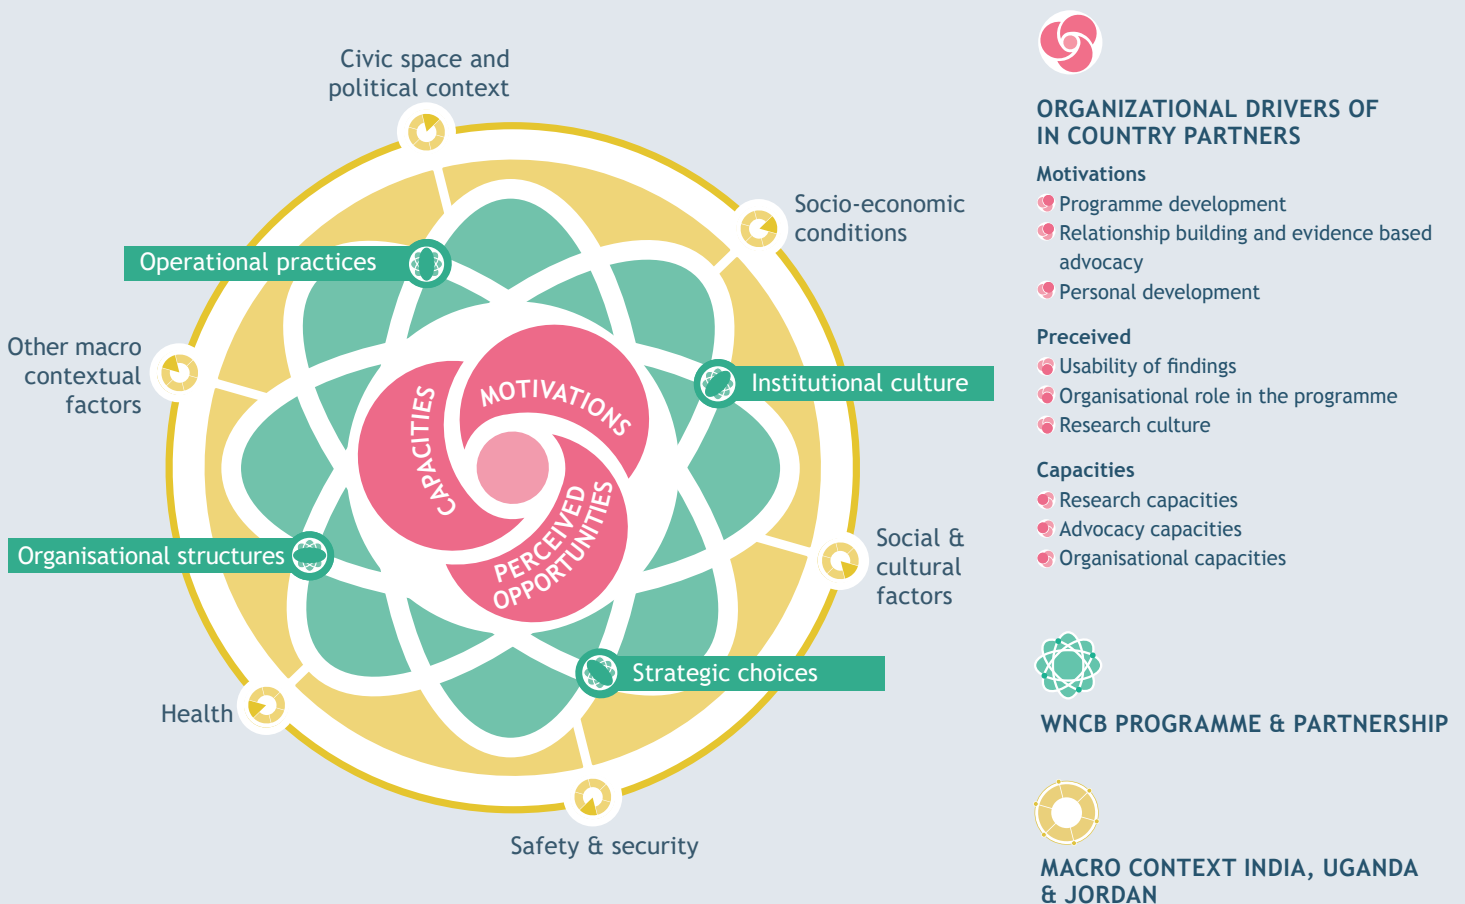 Civic space and
political context
Socio-economic
conditions
Operational practices
Other macro
contextual
factors
Institutional culture
CAPACITIES
MOTIVATIONS
PERCEIVED
OPPORTUNITIES
Organisational structures
Social &
cultural
factors
Strategic choices
Health
Safety & security
ORGANIZATIONAL DRIVERS OF
IN COUNTRY PARTNERS
Motivations
Programme development
Relationship building and evidence based
advocacy
Personal development
Perceived
Usability of findings
Organisational role in the programme
Research culture
Capacities
Research capacities
Advocacy capacities
Organisational capacities
WNCB PROGRAMME & PARTNERSHIP
MACRO CONTEXT INDIA, UGANDA
& JORDAN